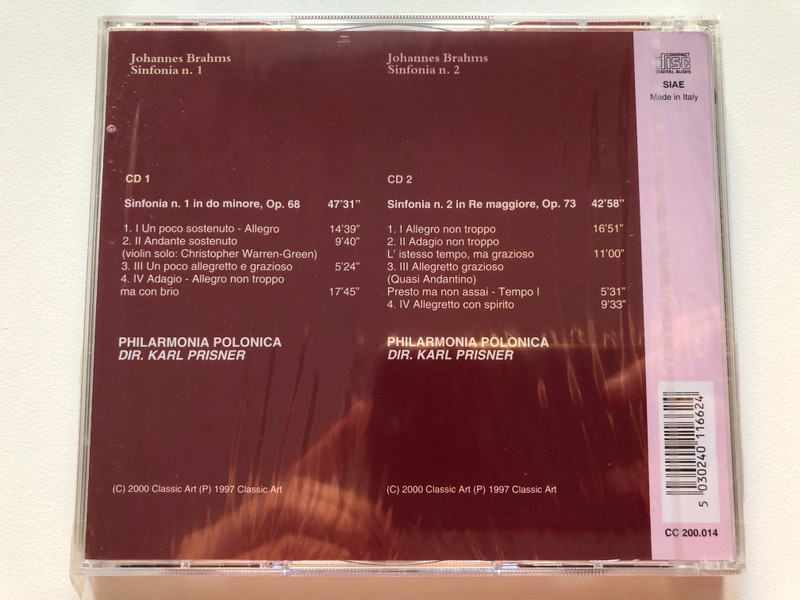 Johannes Brahms
Sinfonia n. 1
CD 1
Sinfonia n. 1 in do minore, Op. 68 47'31"
1. I Un poco sostenuto - Allegro 14'39"
2. II Andante sostenuto 9'40"
(violin solo: Christopher Warren-Green)
3. III Un poco allegretto e grazioso 5'24"
4. IV Adagio - Allegro non troppo
ma con brio 17'45"
PHILARMONIA POLONICA
DIR. KARL PRISNER
(C) 2000 Classic Art (P) 1997 Classic Art
Johannes Brahms
Sinfonia n. 2
CD 2
Sinfonia n. 2 in Re maggiore, Op. 73 42'58"
1. I Allegro non troppo 16'51"
2. II Adagio non troppo
L' istesso tempo, ma grazioso 11'00"
3. III Allegretto grazioso
(Quasi Andantino)
Presto ma non assai - Tempo I 5'31"
4. IV Allegretto con spirito 9'33"
PHILARMONIA POLONICA
DIR. KARL PRISNER
(C) 2000 Classic Art (P) 1997 Classic Art
COMPACT
disc
DIGITAL AUDIO
SIAE
Made in Italy
5 030240 116624
CC 200.014